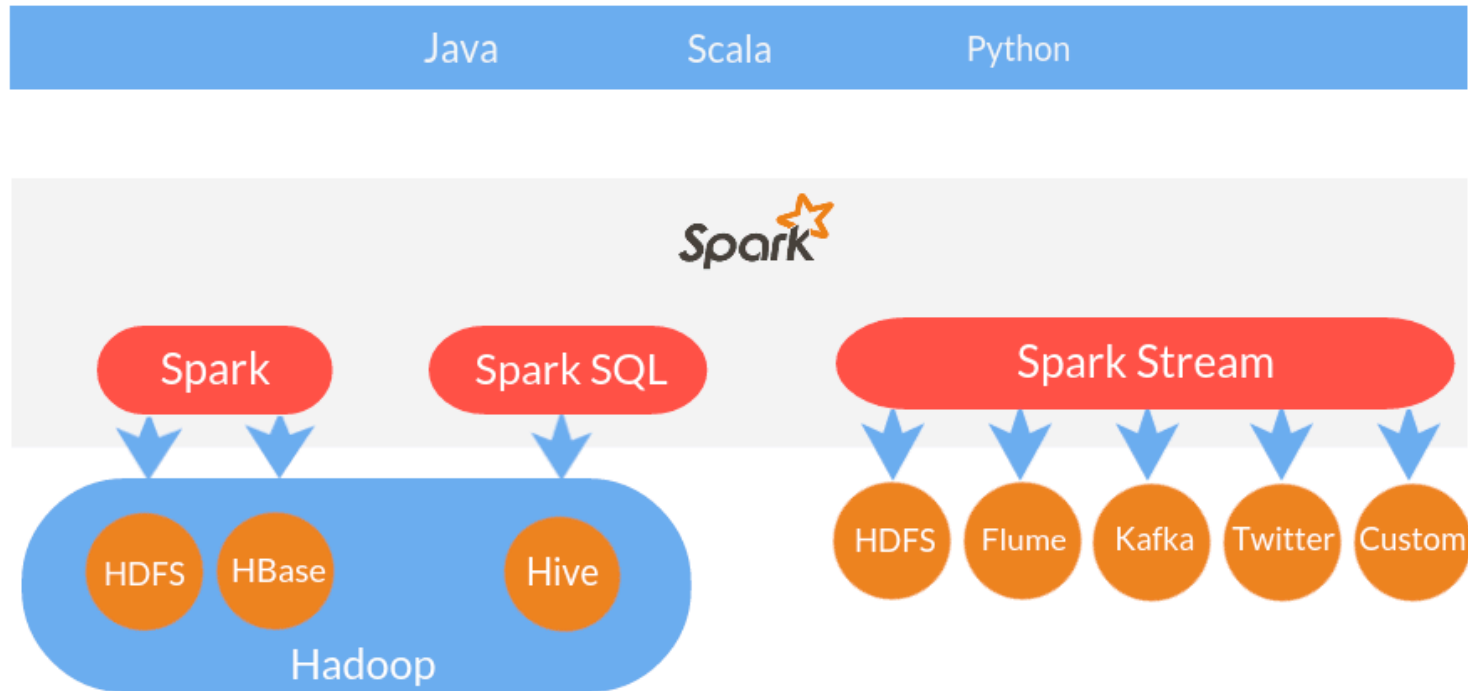 Java Scala Python
Spark
Spark Spark SQL Spark Stream
HDFS HBase Hive HDFS Flume Kafka Twitter Custom
Hadoop